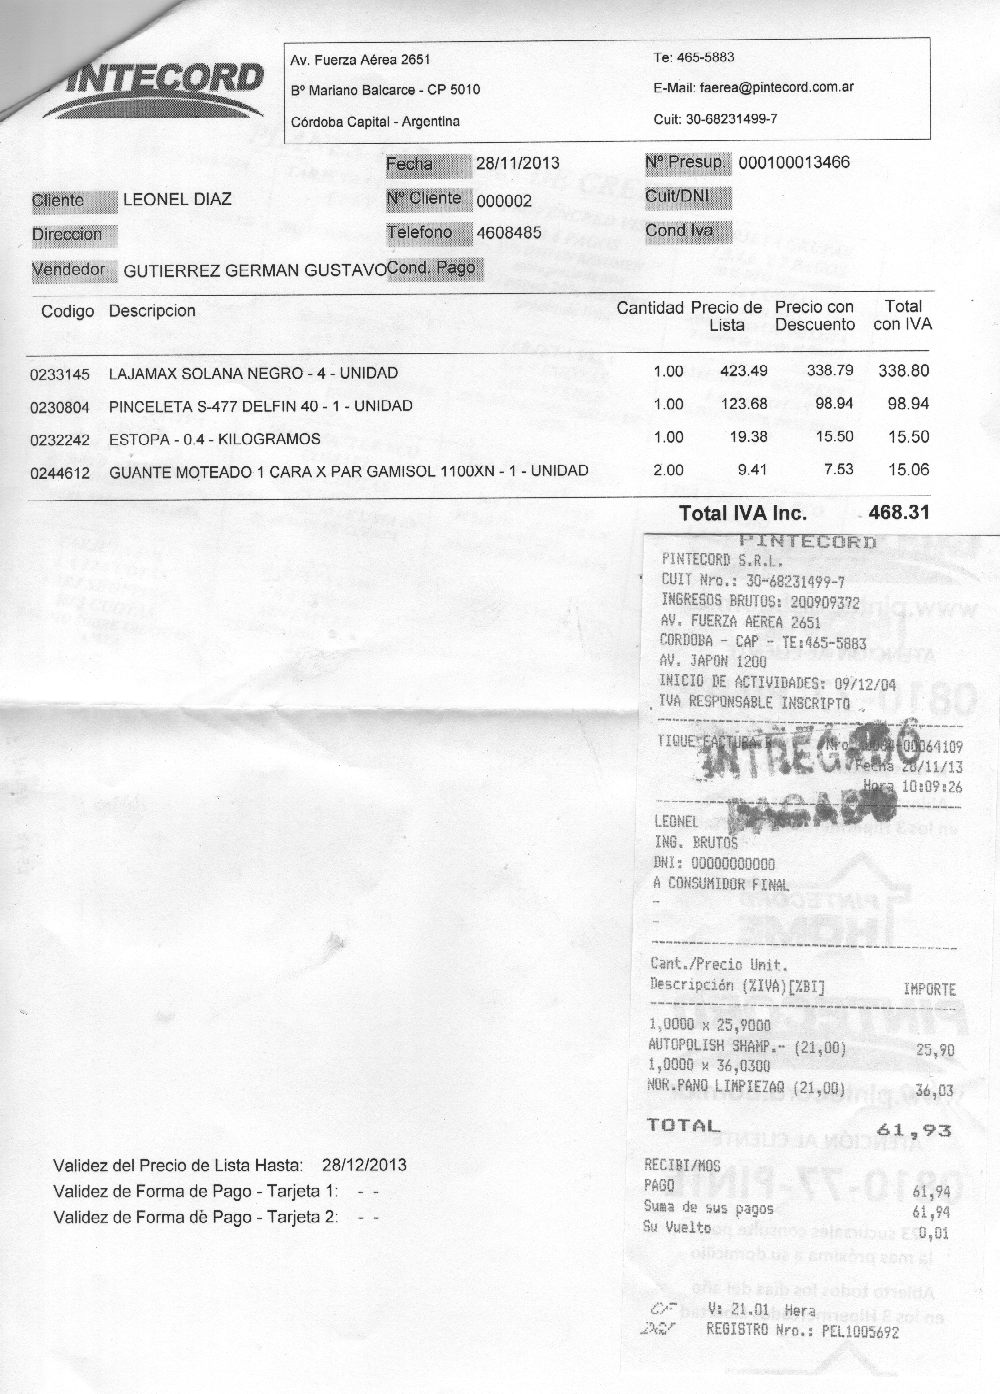 PINTECORD
Av. Fuerza Aérea 2651
Te: 465-5883
Bº Mariano Balcarce - CP 5010
E-Mail: faerea@pintecord.com.ar
Córdoba Capital - Argentina
Cuit: 30-68231499-7
Fecha 28/11/2013
Nº Presup. 000100013466
Cliente LEONEL DIAZ
Nº Cliente 000002
Cuit/DNI
Direccion
Telefono 4608485
Cond Iva
Vendedor GUTIERREZ GERMAN GUSTAVO
Cond. Pago
Codigo Descripcion Cantidad Precio de Lista Precio con Descuento Total con IVA
0233145 LAJAMAX SOLANA NEGRO - 4 - UNIDAD 1.00 423.49 338.79 338.80
0230804 PINCELETA S-477 DELFIN 40 - 1 - UNIDAD 1.00 123.68 98.94 98.94
0232242 ESTOPA - 0.4 - KILOGRAMOS 1.00 19.38 15.50 15.50
0244612 GUANTE MOTEADO 1 CARA X PAR GAMISOL 1100XN - 1 - UNIDAD 2.00 9.41 7.53 15.06
Total IVA Inc. 468.31
PINTECORD
PINTECORD S.R.L.
CUIT Nro.: 30-68231499-7
INGRESOS BRUTOS: 200909372
AV. FUERZA AEREA 2651
CORDOBA - CAP - TE:465-5883
AV. JAPON 1200
INICIO DE ACTIVIDADES: 09/12/04
IVA RESPONSABLE INSCRIPTO
TIQUE FACTURA Nro. 00064109
ENTREGADO
Fecha 28/11/13
Hora 10:09:26
PAGADO
LEONEL
ING. BRUTOS
DNI: 00000000000
A CONSUMIDOR FINAL
-
-
Cant./Precio Unit.
Descripción (%IVA)[%BI] IMPORTE
1,0000 x 25,9000
AUTOPOLISH SHAMP.- (21,00) 25,90
1,0000 x 36,0300
NOR.PANO LIMPIEZAQ (21,00) 36,03
TOTAL 61,93
RECIBI/MOS
PAGO 61,94
Suma de sus pagos 61,94
Su Vuelto 0,01
V: 21.01 Hera
REGISTRO Nro.: PEL1005692
Validez del Precio de Lista Hasta: 28/12/2013
Validez de Forma de Pago - Tarjeta 1: - -
Validez de Forma de Pago - Tarjeta 2: - -